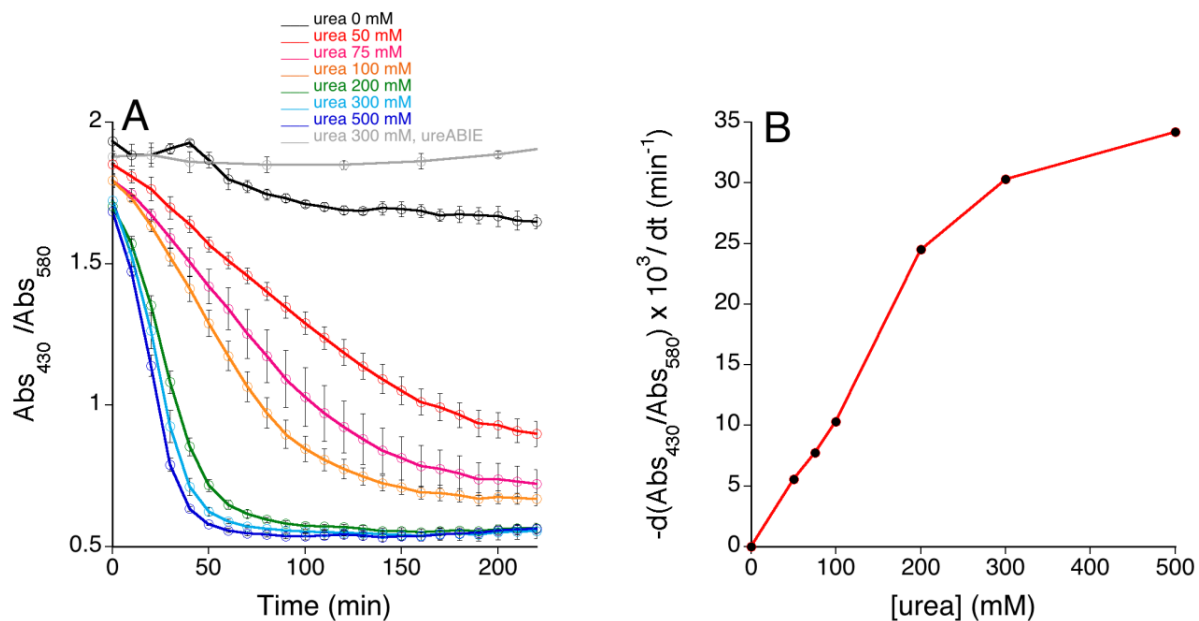 urea 0 mM
urea 50 mM
urea 75 mM
urea 100 mM
urea 200 mM
urea 300 mM
urea 500 mM
urea 300 mM, ureABIE
A
2
1.5
1
0.5
Abs430 /Abs580
0
50
100
150
200
Time (min)
B
35
30
25
20
15
10
5
0
-d(Abs430/Abs580) x 10³/ dt (min-1)
0
100
200
300
400
500
[urea] (mM)